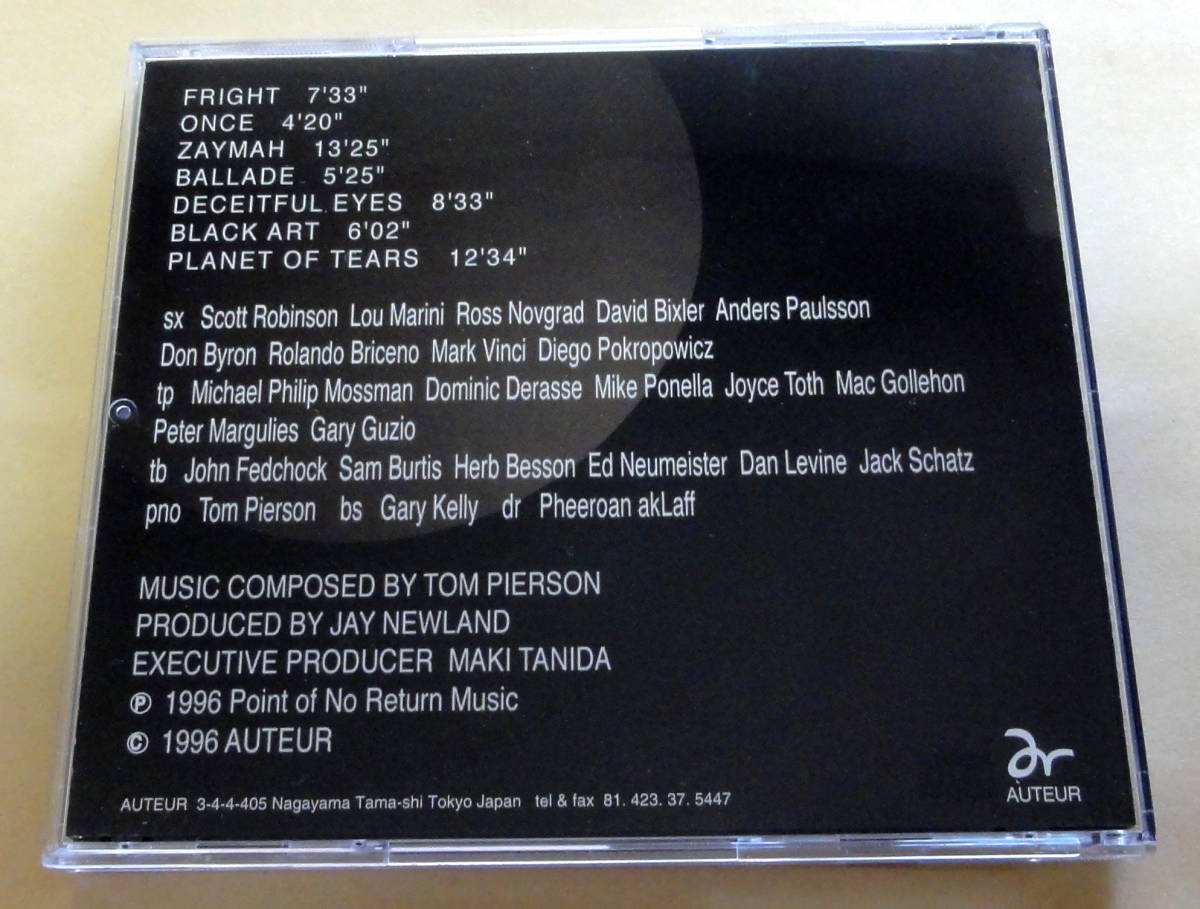 FRIGHT 7'33"
ONCE 4'20"
ZAYMAH 13'25"
BALLADE 5'25"
DECEITFUL EYES 8'33"
BLACK ART 6'02"
PLANET OF TEARS 12'34"
sx Scott Robinson Lou Marini Ross Novgrad David Bixler Anders Paulsson
Don Byron Rolando Briceno Mark Vinci Diego Pokropowicz
tp Michael Philip Mossman Dominic Derasse Mike Ponella Joyce Toth Mac Gollehon
Peter Margulies Gary Guzio
tb John Fedchock Sam Burtis Herb Besson Ed Neumeister Dan Levine Jack Schatz
pno Tom Pierson bs Gary Kelly dr Pheeroan akLaff
MUSIC COMPOSED BY TOM PIERSON
PRODUCED BY JAY NEWLAND
EXECUTIVE PRODUCER MAKI TANIDA
℗ 1996 Point of No Return Music
© 1996 AUTEUR
ar
AUTEUR
AUTEUR 3-4-4-405 Nagayama Tama-shi Tokyo Japan tel & fax 81. 423. 37. 5447